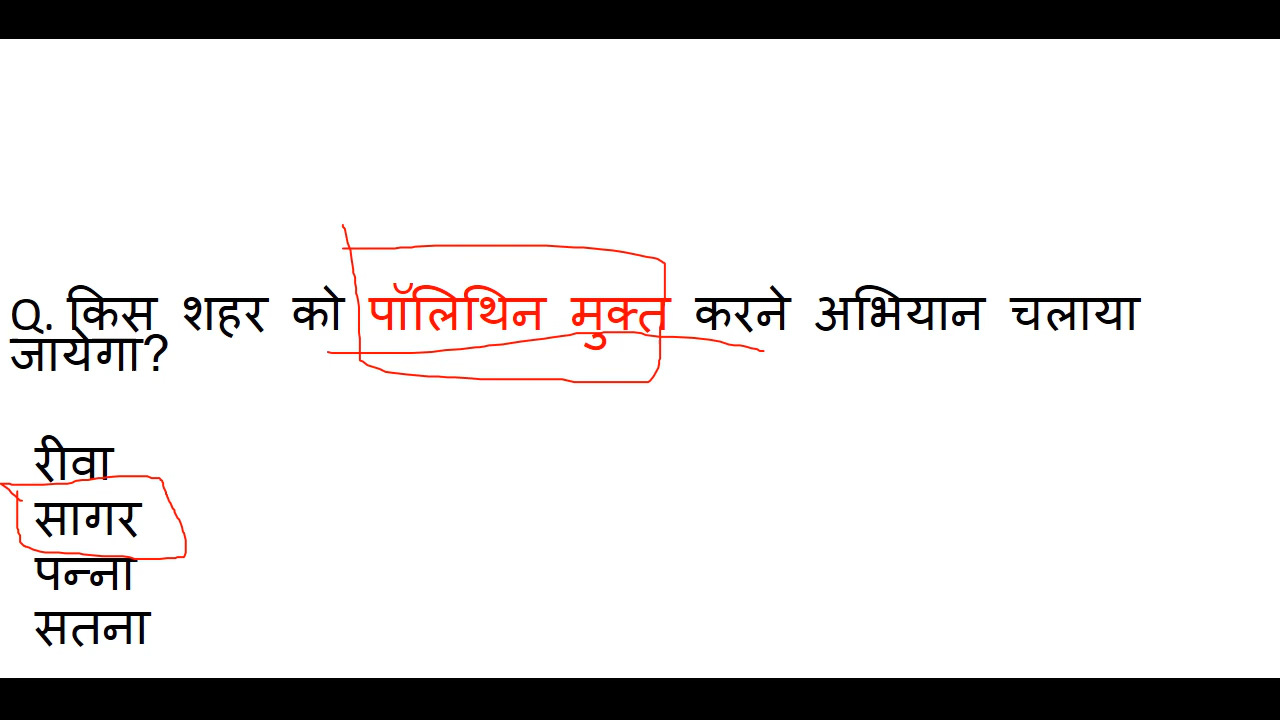 Q. किस शहर को पॉलिथिन मुक्त करने अभियान चलाया
जायेगा?
रीवा
सागर
पन्ना
सतना